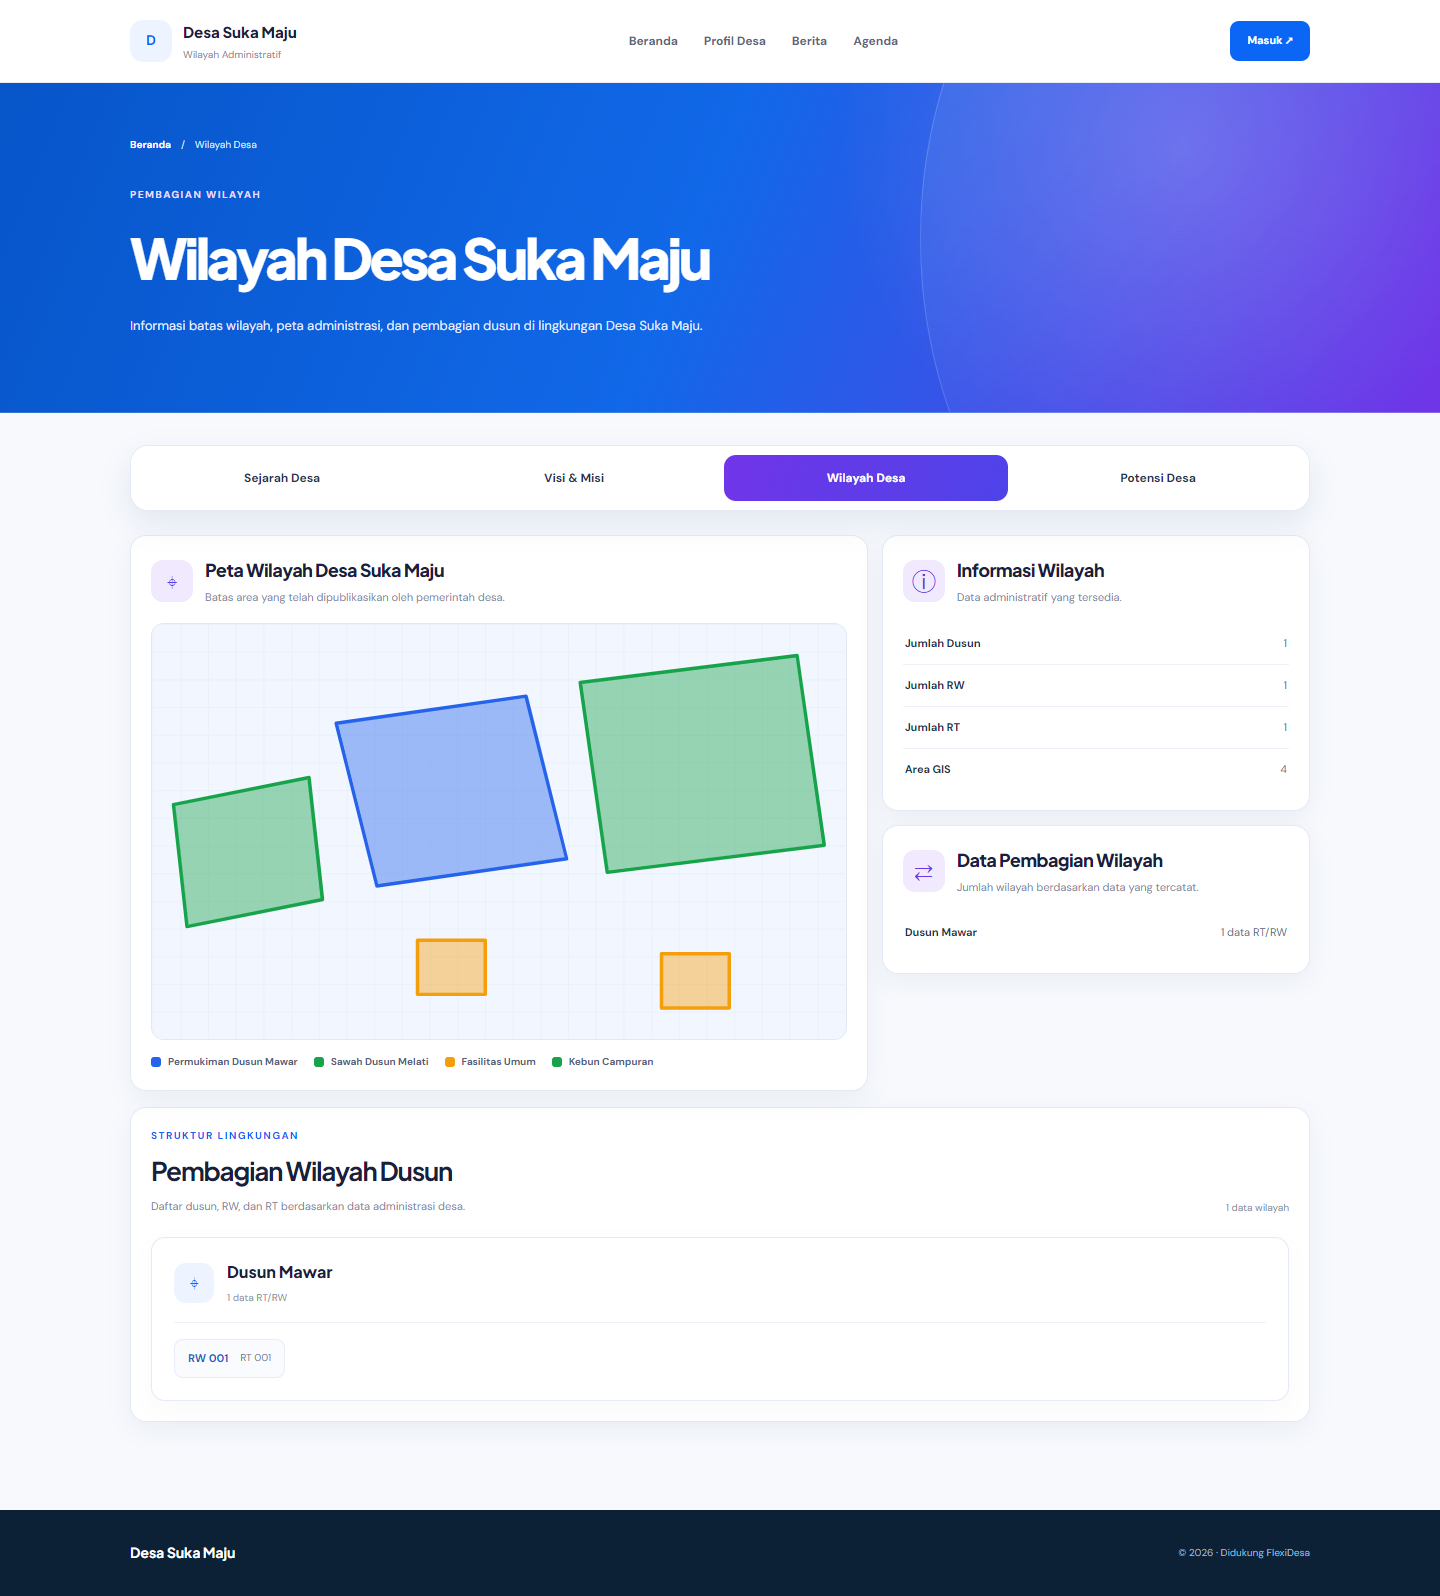 D
Desa Suka Maju
Wilayah Administratif
Beranda
Profil Desa
Berita
Agenda
Masuk ↗
Beranda / Wilayah Desa
PEMBAGIAN WILAYAH
Wilayah Desa Suka Maju
Informasi batas wilayah, peta administrasi, dan pembagian dusun di lingkungan Desa Suka Maju.
Sejarah Desa
Visi & Misi
Wilayah Desa
Potensi Desa
Peta Wilayah Desa Suka Maju
Batas area yang telah dipublikasikan oleh pemerintah desa.
Permukiman Dusun Mawar
Sawah Dusun Melati
Fasilitas Umum
Kebun Campuran
Informasi Wilayah
Data administratif yang tersedia.
Jumlah Dusun 1
Jumlah RW 1
Jumlah RT 1
Area GIS 4
Data Pembagian Wilayah
Jumlah wilayah berdasarkan data yang tercatat.
Dusun Mawar 1 data RT/RW
STRUKTUR LINGKUNGAN
Pembagian Wilayah Dusun
Daftar dusun, RW, dan RT berdasarkan data administrasi desa.
1 data wilayah
Dusun Mawar
1 data RT/RW
RW 001 RT 001
Desa Suka Maju
© 2026 · Didukung FlexiDesa